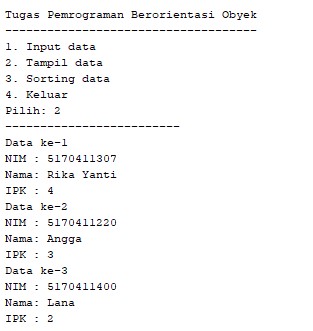 Tugas Pemrograman Berorientasi Obyek
------------------------------------
1. Input data
2. Tampil data
3. Sorting data
4. Keluar
Pilih: 2
-------------------------
Data ke-1
NIM : 5170411307
Nama: Rika Yanti
IPK : 4
Data ke-2
NIM : 5170411220
Nama: Angga
IPK : 3
Data ke-3
NIM : 5170411400
Nama: Lana
IPK : 2